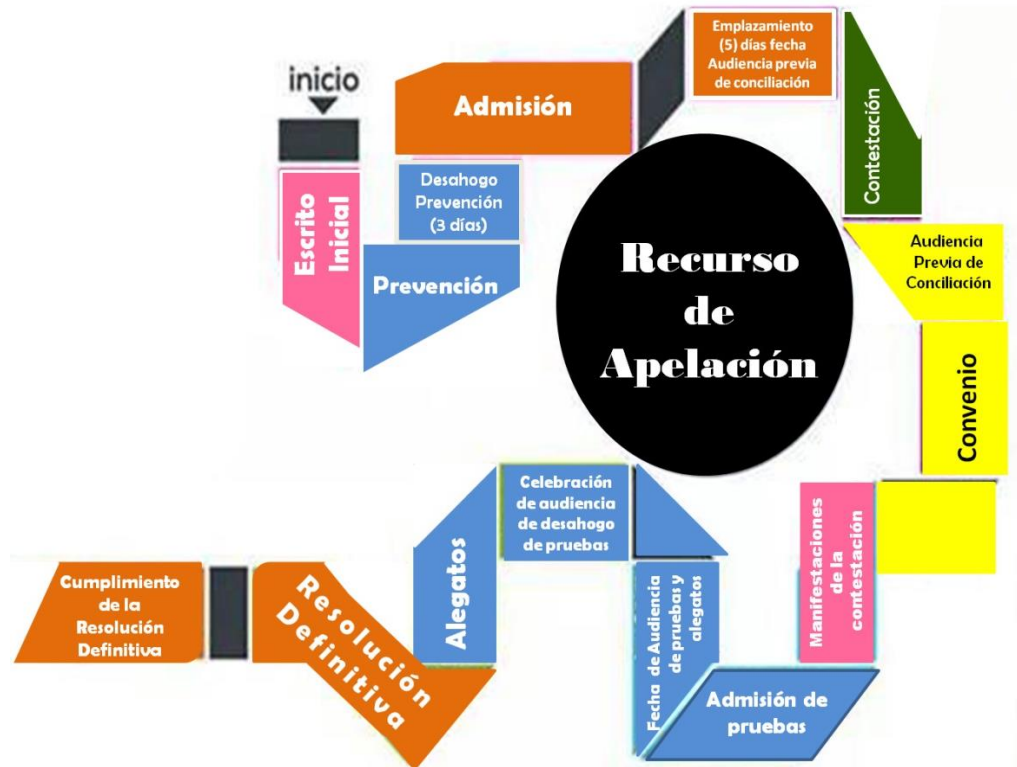 inicio
Escrito
Inicial
Prevención
Desahogo
Prevención
(3 días)
Admisión
Emplazamiento
(5) días fecha
Audiencia previa
de conciliación
Contestación
Audiencia
Previa de
Conciliación
Convenio
Manifestaciones
de la
contestación
Admisión de
pruebas
Fecha de Audiencia
de pruebas y
alegatos
Celebración
de audiencia
de desahogo
de pruebas
Alegatos
Resolución
Definitiva
Cumplimiento
de la
Resolución
Definitiva
Recurso
de
Apelación